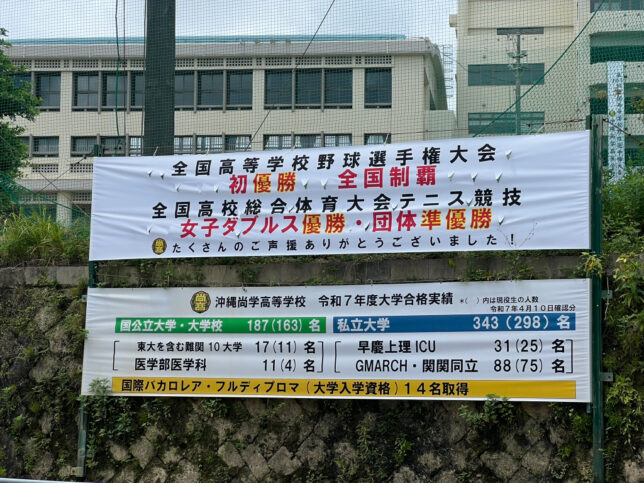 全国高等学校野球選手権大会
初優勝 全国制覇
全国高校総合体育大会テニス競技
女子ダブルス優勝・団体準優勝
尚学 たくさんのご声援ありがとうございました!
尚学 沖縄尚学高等学校 令和7年度大学合格実績 *( )内は現役生の人数
令和7年4月10日確認分
国公立大学・大学校 187(163)名
私立大学 343(298)名
東大を含む難関10大学 17(11)名
早慶上理ICU 31(25)名
医学部医学科 11(4)名
GMARCH・関関同立 88(75)名
国際バカロレア・フルディプロマ(大学入学資格)14名取得